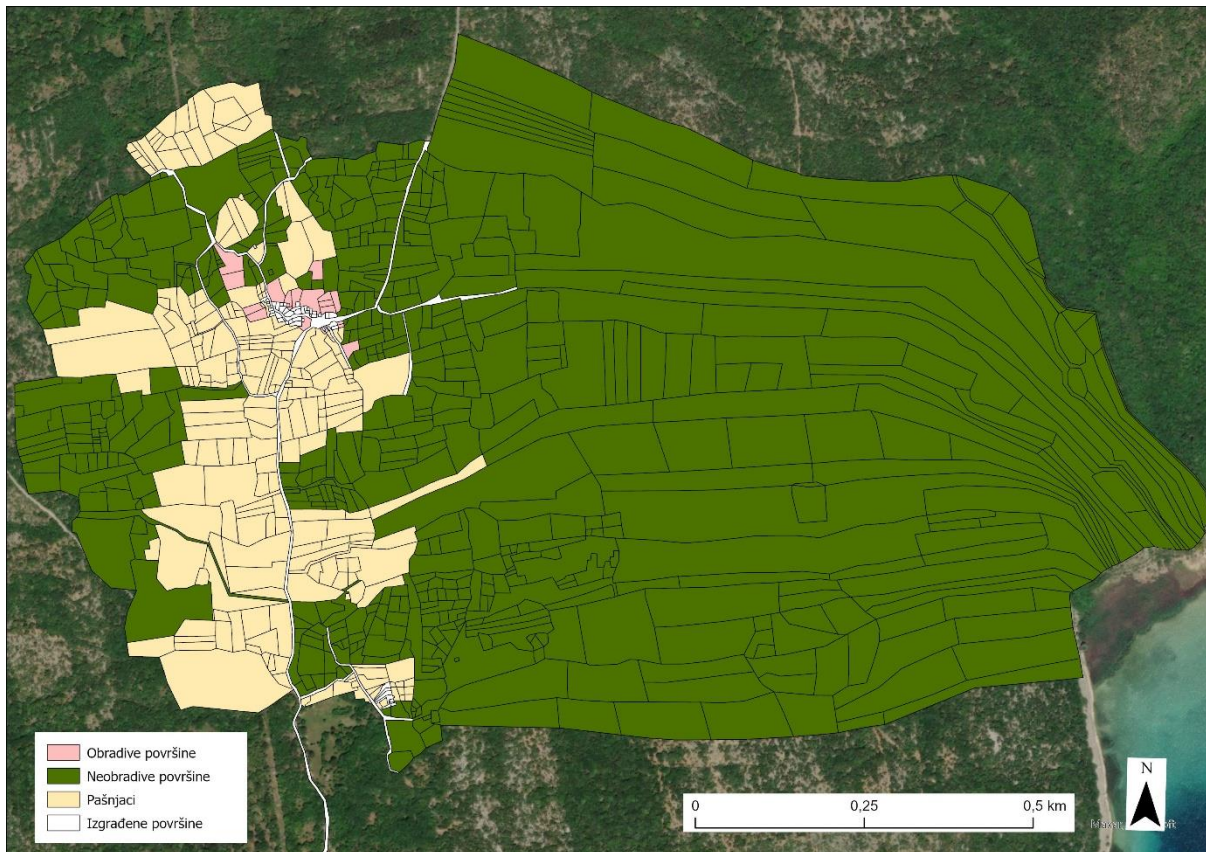 Obradive površine
Neobradive površine
Pašnjaci
Izgrađene površine
0 0,25 0,5 km
N